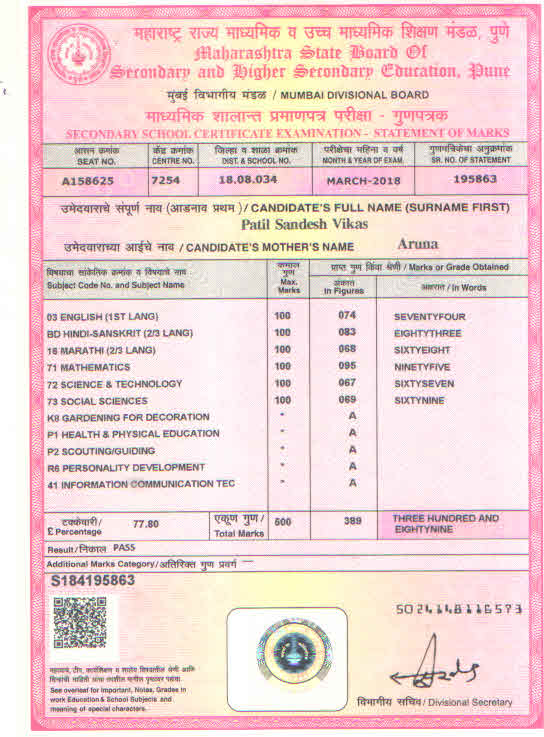 महाराष्ट्र राज्य माध्यमिक व उच्च माध्यमिक शिक्षण मंडळ, पुणे
Maharashtra State Board Of
Secondary and Higher Secondary Education, Pune
मुंबई विभागीय मंडळ / MUMBAI DIVISIONAL BOARD
माध्यमिक शालान्त प्रमाणपत्र परीक्षा - गुणपत्रक
SECONDARY SCHOOL CERTIFICATE EXAMINATION - STATEMENT OF MARKS
आसन क्रमांक केंद्र क्रमांक जिल्हा व शाळा क्रमांक परीक्षेचा महिना व वर्ष गुणपत्रिकेचा अनुक्रमांक
SEAT NO. CENTRE NO. DIST. & SCHOOL NO. MONTH & YEAR OF EXAM. SR. NO. OF STATEMENT
A158625 7254 18.08.034 MARCH-2018 195863
उमेदवाराचे संपूर्ण नाव (आडनाव प्रथम) / CANDIDATE'S FULL NAME (SURNAME FIRST)
Patil Sandesh Vikas
उमेदवाराच्या आईचे नाव / CANDIDATE'S MOTHER'S NAME Aruna
विषयाचा सांकेतिक क्रमांक व विषयाचे नाव कमाल गुण प्राप्त गुण किंवा श्रेणी / Marks or Grade Obtained
Subject Code No. and Subject Name Max. Marks अंकात In Figures अक्षरात / In Words
03 ENGLISH (1ST LANG) 100 074 SEVENTYFOUR
BD HINDI-SANSKRIT (2/3 LANG) 100 083 EIGHTYTHREE
16 MARATHI (2/3 LANG) 100 068 SIXTYEIGHT
71 MATHEMATICS 100 095 NINETYFIVE
72 SCIENCE & TECHNOLOGY 100 067 SIXTYSEVEN
73 SOCIAL SCIENCES 100 069 SIXTYNINE
K8 GARDENING FOR DECORATION * A
P1 HEALTH & PHYSICAL EDUCATION * A
P2 SCOUTING/GUIDING * A
R6 PERSONALITY DEVELOPMENT * A
41 INFORMATION COMMUNICATION TEC * A
टक्केवारी / £ Percentage 77.80 एकूण गुण / Total Marks 500 389 THREE HUNDRED AND
EIGHTYNINE
Result/निकाल PASS
Additional Marks Category/अतिरिक्त गुण प्रवर्ग —
S184195863
See overleaf for Important, Notes, Grades in
work Education & School Subjects and
meaning of special characters.
विभागीय सचिव / Divisional Secretary